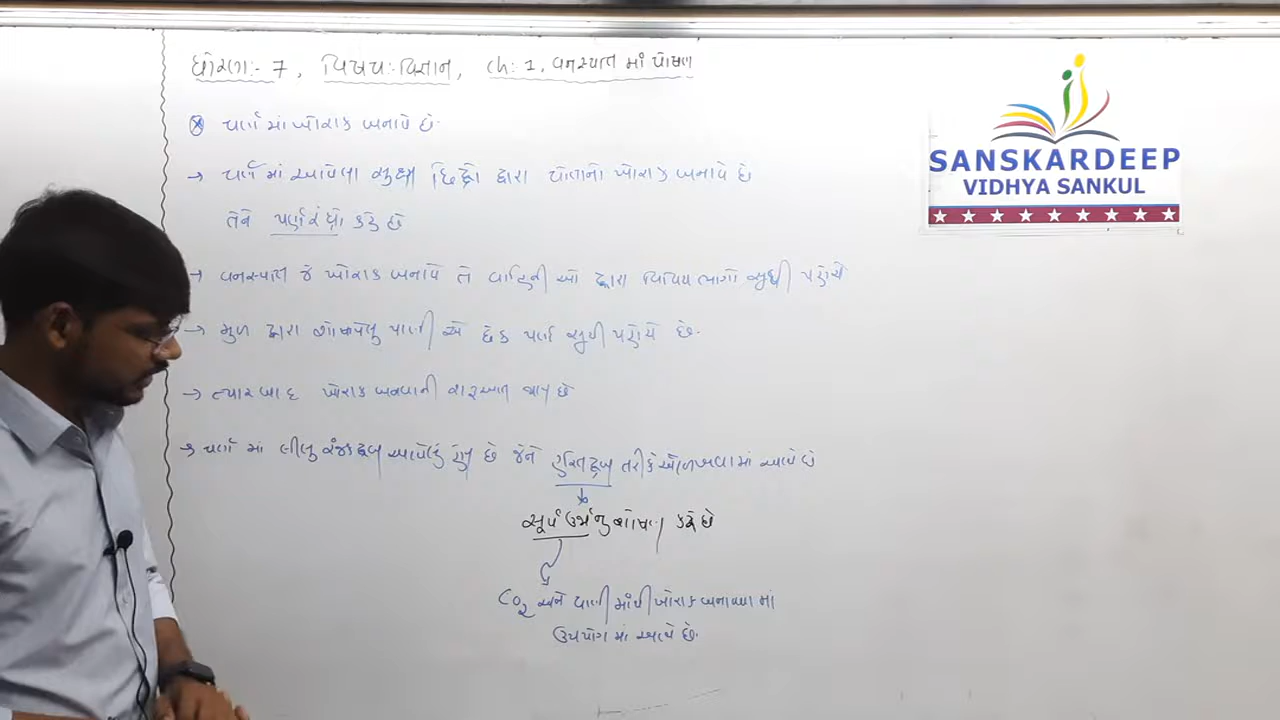 ધોરણ:- 7, વિષય:- વિજ્ઞાન, ch: 1, વનસ્પતિ માં પોષણ
પર્ણ માં ખોરાક બનાવે છે.
→ પર્ણ માં આવેલા સુક્ષ્મ છિદ્રો દ્વારા પોતાનો ખોરાક બનાવે છે
તેને પર્ણરંધ્રો કહે છે
→ વનસ્પતિ જે ખોરાક બનાવે તે વાહિની ઓ દ્વારા વિવિધ ભાગો સુધી પહોચે
→ મુળ દ્વારા શોષાયેલુ પાણી એ છેક પર્ણ સુધી પહોચે છે.
→ ત્યાર બાદ ખોરાક બનવાની શરૂઆત થાય છે
→ પર્ણ માં લીલુ રંજકદ્રવ્ય આવેલું હોય છે જેને હરિતદ્રવ્ય તરીકે ઓળખવામાં આવે છે
સૂર્ય ઉર્જાનુ શોષણ કરે છે
CO2 અને પાણી માંથી ખોરાક બનાવવા માં
ઉપયોગ માં આવે છે.
SANSKARDEEP
VIDHYA SANKUL